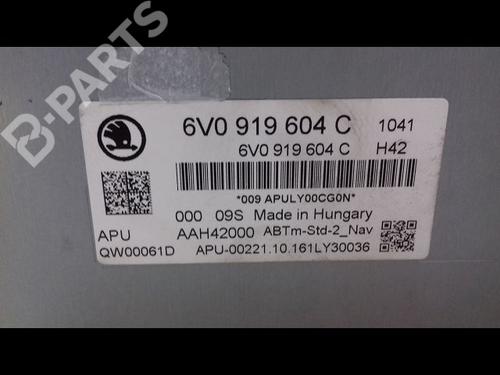 B-PARTS
6V0 919 604 C 1041
6V0 919 604 C H42
*009 APULY00CG0N*
000 09S Made in Hungary
APU AAH42000 ABTm-Std-2_Nav
QW00061D APU-00221.10.161LY30036